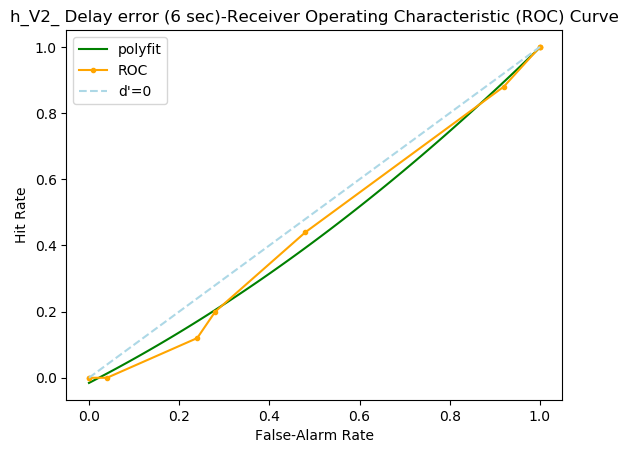 h_V2_ Delay error (6 sec)-Receiver Operating Characteristic (ROC) Curve
polyfit
ROC
d'=0
1.0
0.8
0.6
0.4
0.2
0.0
Hit Rate
0.0 0.2 0.4 0.6 0.8 1.0
False-Alarm Rate